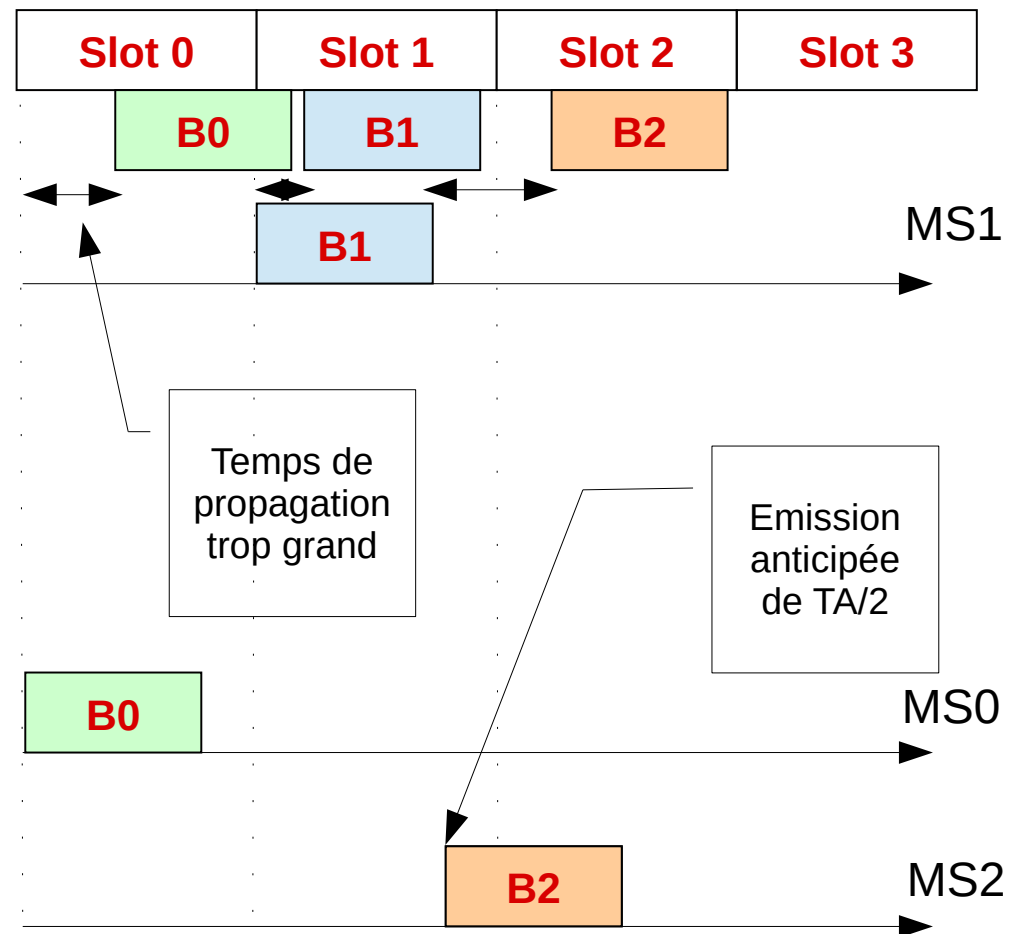 Slot 0
Slot 1
Slot 2
Slot 3
B0
B1
B2
B1
MS1
Temps de
propagation
trop grand
Emission
anticipée
de TA/2
B0
MS0
B2
MS2